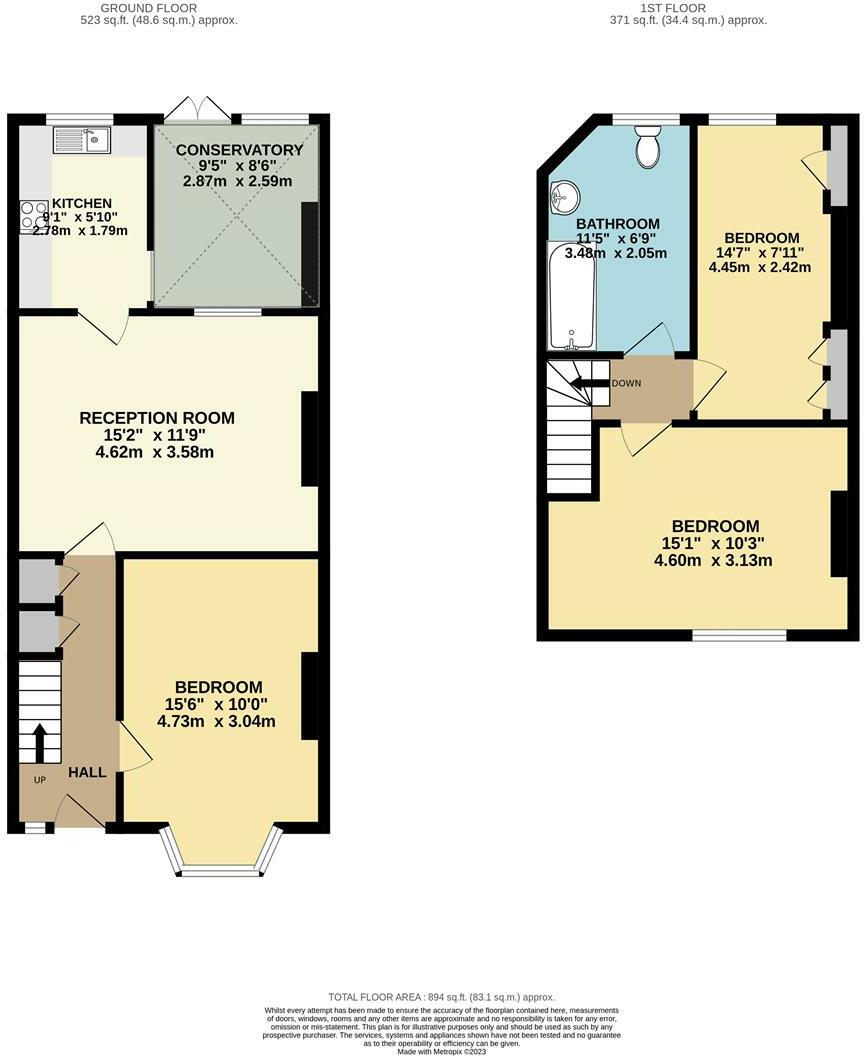 GROUND FLOOR
523 sq.ft. (48.6 sq.m.) approx.
1ST FLOOR
371 sq.ft. (34.4 sq.m.) approx.
CONSERVATORY
9'5" x 8'6"
2.87m x 2.59m
KITCHEN
9'1" x 5'10"
2.78m x 1.79m
BATHROOM
11'5" x 6'9"
3.48m x 2.05m
BEDROOM
14'7" x 7'11"
4.45m x 2.42m
DOWN
RECEPTION ROOM
15'2" x 11'9"
4.62m x 3.58m
BEDROOM
15'1" x 10'3"
4.60m x 3.13m
BEDROOM
15'6" x 10'0"
4.73m x 3.04m
HALL
UP
TOTAL FLOOR AREA : 894 sq.ft. (83.1 sq.m.) approx.
Whilst every attempt has been made to ensure the accuracy of the floorplan contained here, measurements
of doors, windows, rooms and any other items are approximate and no responsibility is taken for any error,
omission or mis-statement. This plan is for illustrative purposes only and should be used as such by any
prospective purchaser. The services, systems and appliances shown have not been tested and no guarantee
as to their operability or efficiency can be given.
Made with Metropix ©2023